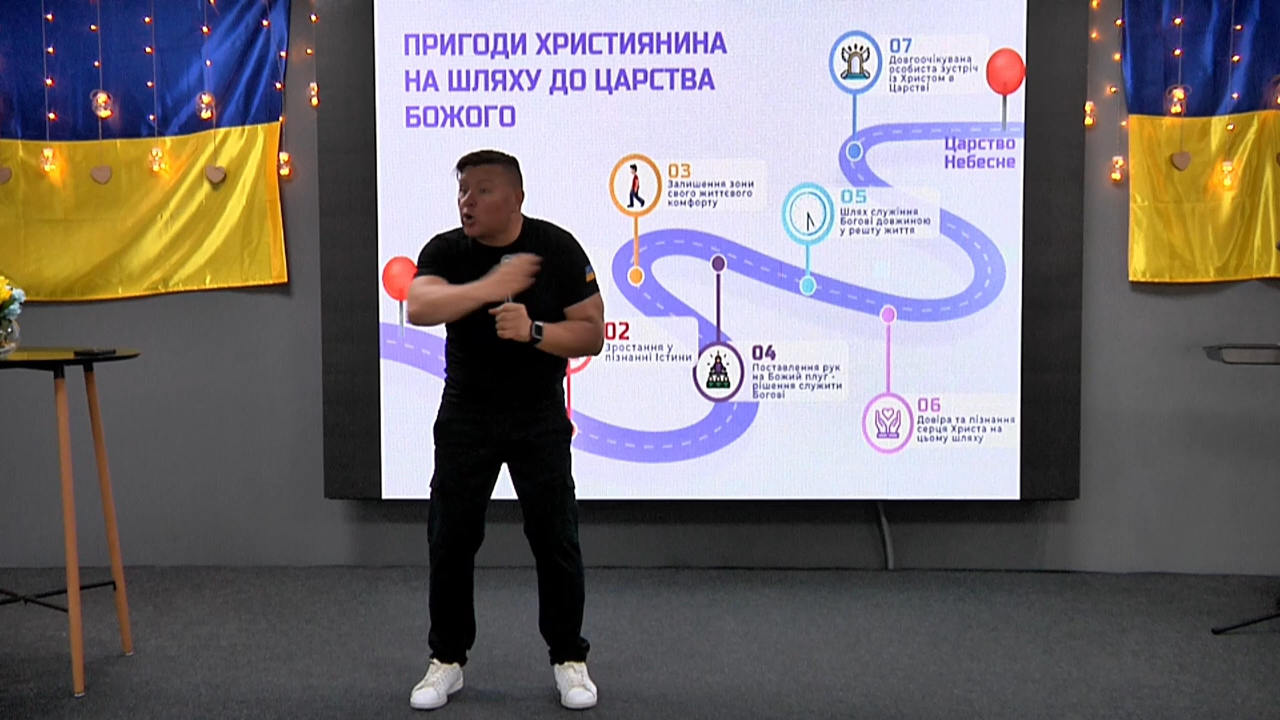 ПРИГОДИ ХРИСТИЯНИНА
НА ШЛЯХУ ДО ЦАРСТВА
БОЖОГО
02
Зростання у
пізнанні Істини
03
Залишення зони
свого життєвого
комфорту
04
Поставлення рук
на Божий плуг -
рішення служити
Богові
05
Шлях служіння
Богові довжиною
у решту життя
06
Довіра та пізнання
серця Христа на
цьому шляху
07
Довгоочікувана
особиста зустріч
із Христом в
Царстві
Царство
Небесне